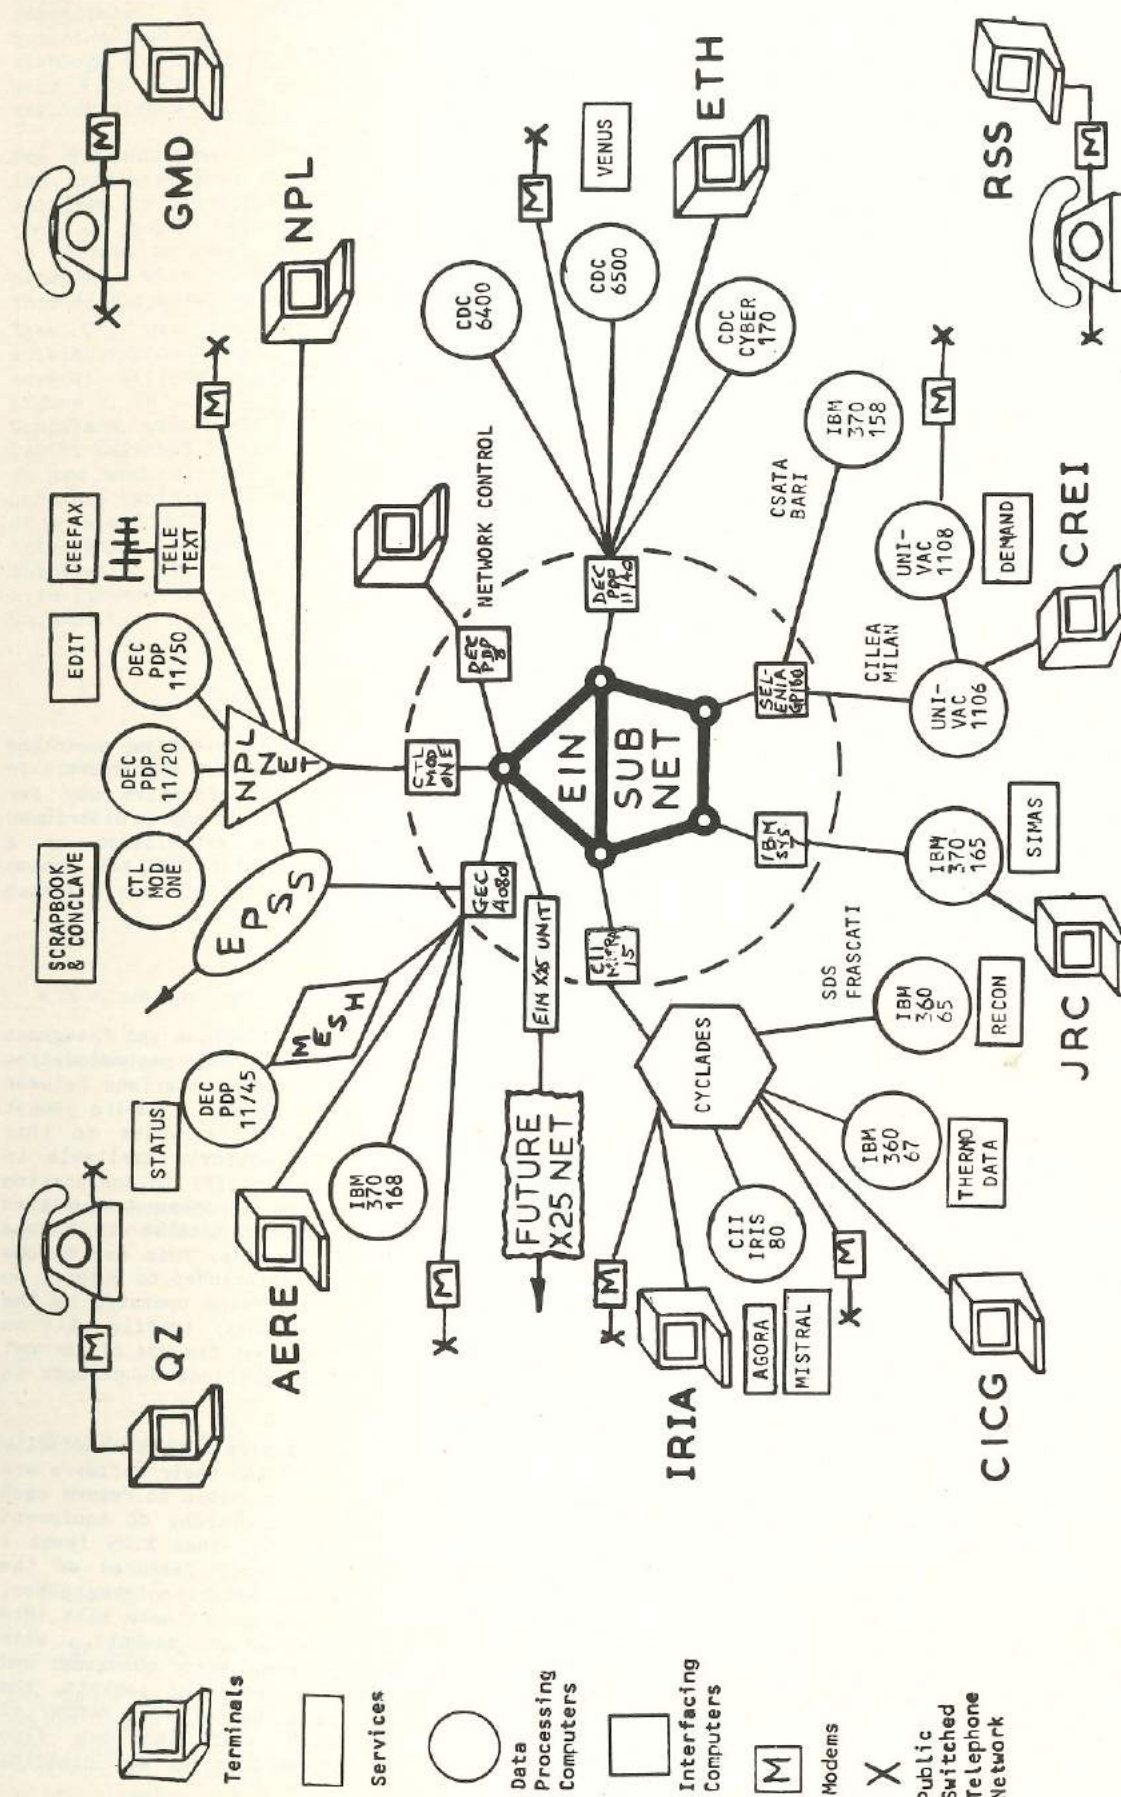 Terminals
Services
Data
Processing
Computers
Interfacing
Computers
M
Modems
Public
Switched
Telephone
Network
M
QZ
STATUS
DEC
PDP
11/45
MESH
AERE
IBM
370
168
M
SCRAPBOOK
& CONCLAVE
CTL
MOD
ONE
DEC
PDP
11/20
EDIT
DEC
PDP
11/50
CEEFAX
TELE
TEXT
EPSS
NPL
NET
M
NPL
M
GMD
GEC
4080
CTL
MOD
ONE
DEC
PDP
8
NETWORK CONTROL
EIN X25 UNIT
FUTURE
X25 NET
EIN
SUB
NET
CII
MITRA
15
DEC
PDP
11/40
CDC
6400
M
VENUS
CDC
6500
CDC
CYBER
170
ETH
M
IRIA
AGORA
MISTRAL
CII
IRIS
80
M
CYCLADES
IBM
360
67
THERMO
DATA
CICG
SDS
FRASCATI
IBM
360
65
RECON
IBM
SYS
7
IBM
370
165
SIMAS
JRC
SEL-
ENIA
GP160
CSATA
BARI
IBM
370
158
CILEA
MILAN
UNI-
VAC
1106
UNI-
VAC
1108
M
DEMAND
CREI
RSS
M